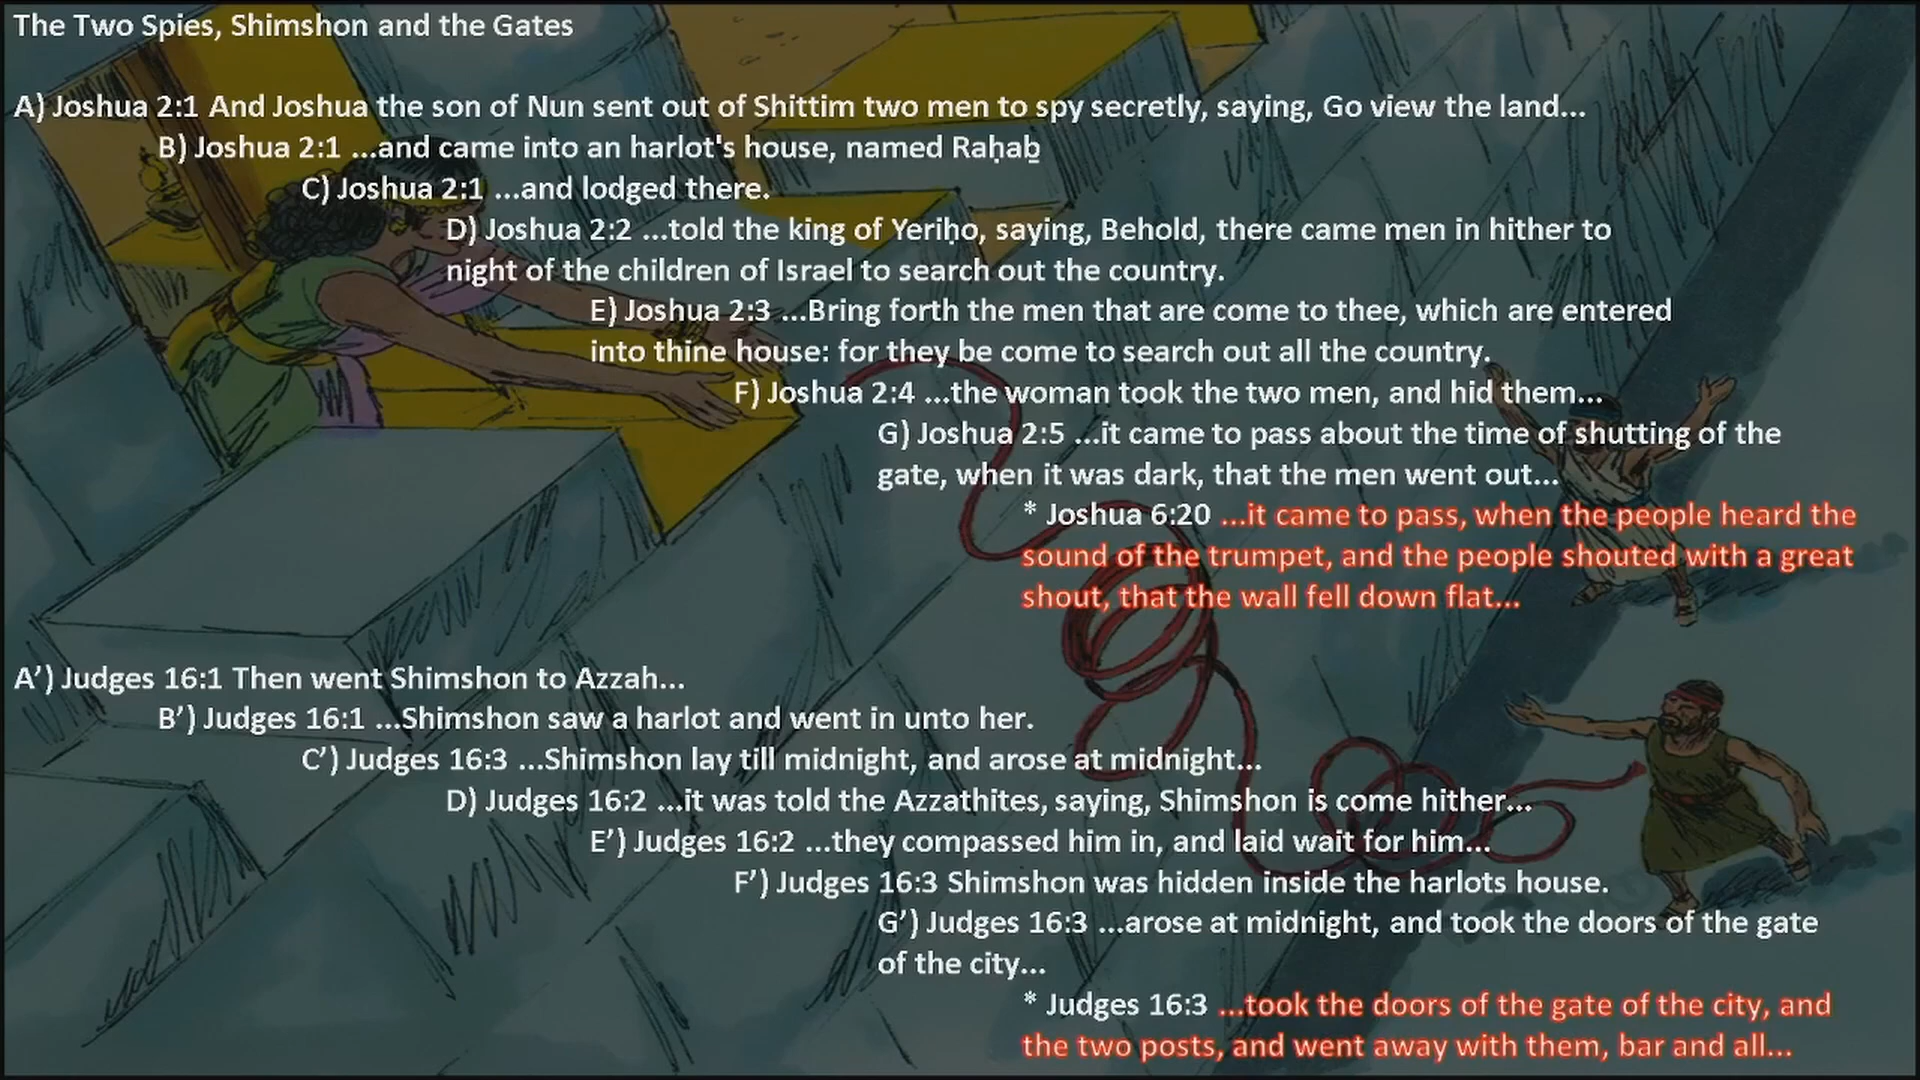 The Two Spies, Shimshon and the Gates
A) Joshua 2:1 And Joshua the son of Nun sent out of Shittim two men to spy secretly, saying, Go view the land...
B) Joshua 2:1 ...and came into an harlot's house, named Raḥaḇ
C) Joshua 2:1 ...and lodged there.
D) Joshua 2:2 ...told the king of Yeriḥo, saying, Behold, there came men in hither to
night of the children of Israel to search out the country.
E) Joshua 2:3 ...Bring forth the men that are come to thee, which are entered
into thine house: for they be come to search out all the country.
F) Joshua 2:4 ...the woman took the two men, and hid them...
G) Joshua 2:5 ...it came to pass about the time of shutting of the
gate, when it was dark, that the men went out...
* Joshua 6:20 ...it came to pass, when the people heard the
sound of the trumpet, and the people shouted with a great
shout, that the wall fell down flat...
A’) Judges 16:1 Then went Shimshon to Azzah...
B’) Judges 16:1 ...Shimshon saw a harlot and went in unto her.
C’) Judges 16:3 ...Shimshon lay till midnight, and arose at midnight...
D) Judges 16:2 ...it was told the Azzathites, saying, Shimshon is come hither...
E’) Judges 16:2 ...they compassed him in, and laid wait for him...
F’) Judges 16:3 Shimshon was hidden inside the harlots house.
G’) Judges 16:3 ...arose at midnight, and took the doors of the gate
of the city...
* Judges 16:3 ...took the doors of the gate of the city, and
the two posts, and went away with them, bar and all...